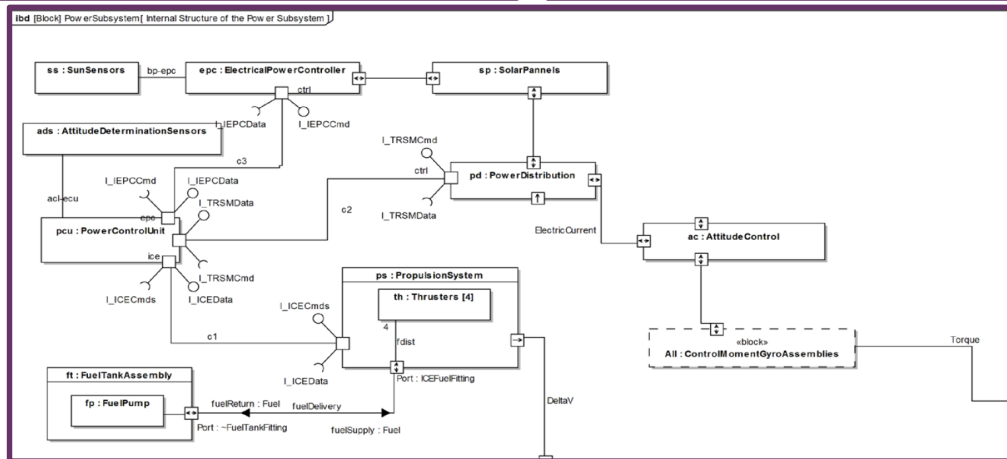 ibd [Block] PowerSubsystem[ Internal Structure of the Power Subsystem ]
ss : SunSensors
bp-epc
epc : ElectricalPowerController
sp : SolarPannels
ctrl
I_IEPCData
I_IEPCCmd
ads : AttitudeDeterminationSensors
I_TRSMCmd
c3
ctrl
pd : PowerDistribution
I_IEPCCmd
I_IEPCData
acl-ecu
I_TRSMData
c2
I_TRSMData
epc
pcu : PowerControlUnit
ElectricCurrent
ac : AttitudeControl
ice
I_TRSMCmd
ps : PropulsionSystem
I_ICECmds
I_ICEData
th : Thrusters [4]
I_ICECmds
4
fdist
c1
«block»
All : ControlMomentGyroAssemblies
Torque
ft : FuelTankAssembly
I_ICEData
Port : ICEFuelFitting
fp : FuelPump
fuelReturn : Fuel
fuelDelivery
DeltaV
Port : ~FuelTankFitting
fuelSupply : Fuel